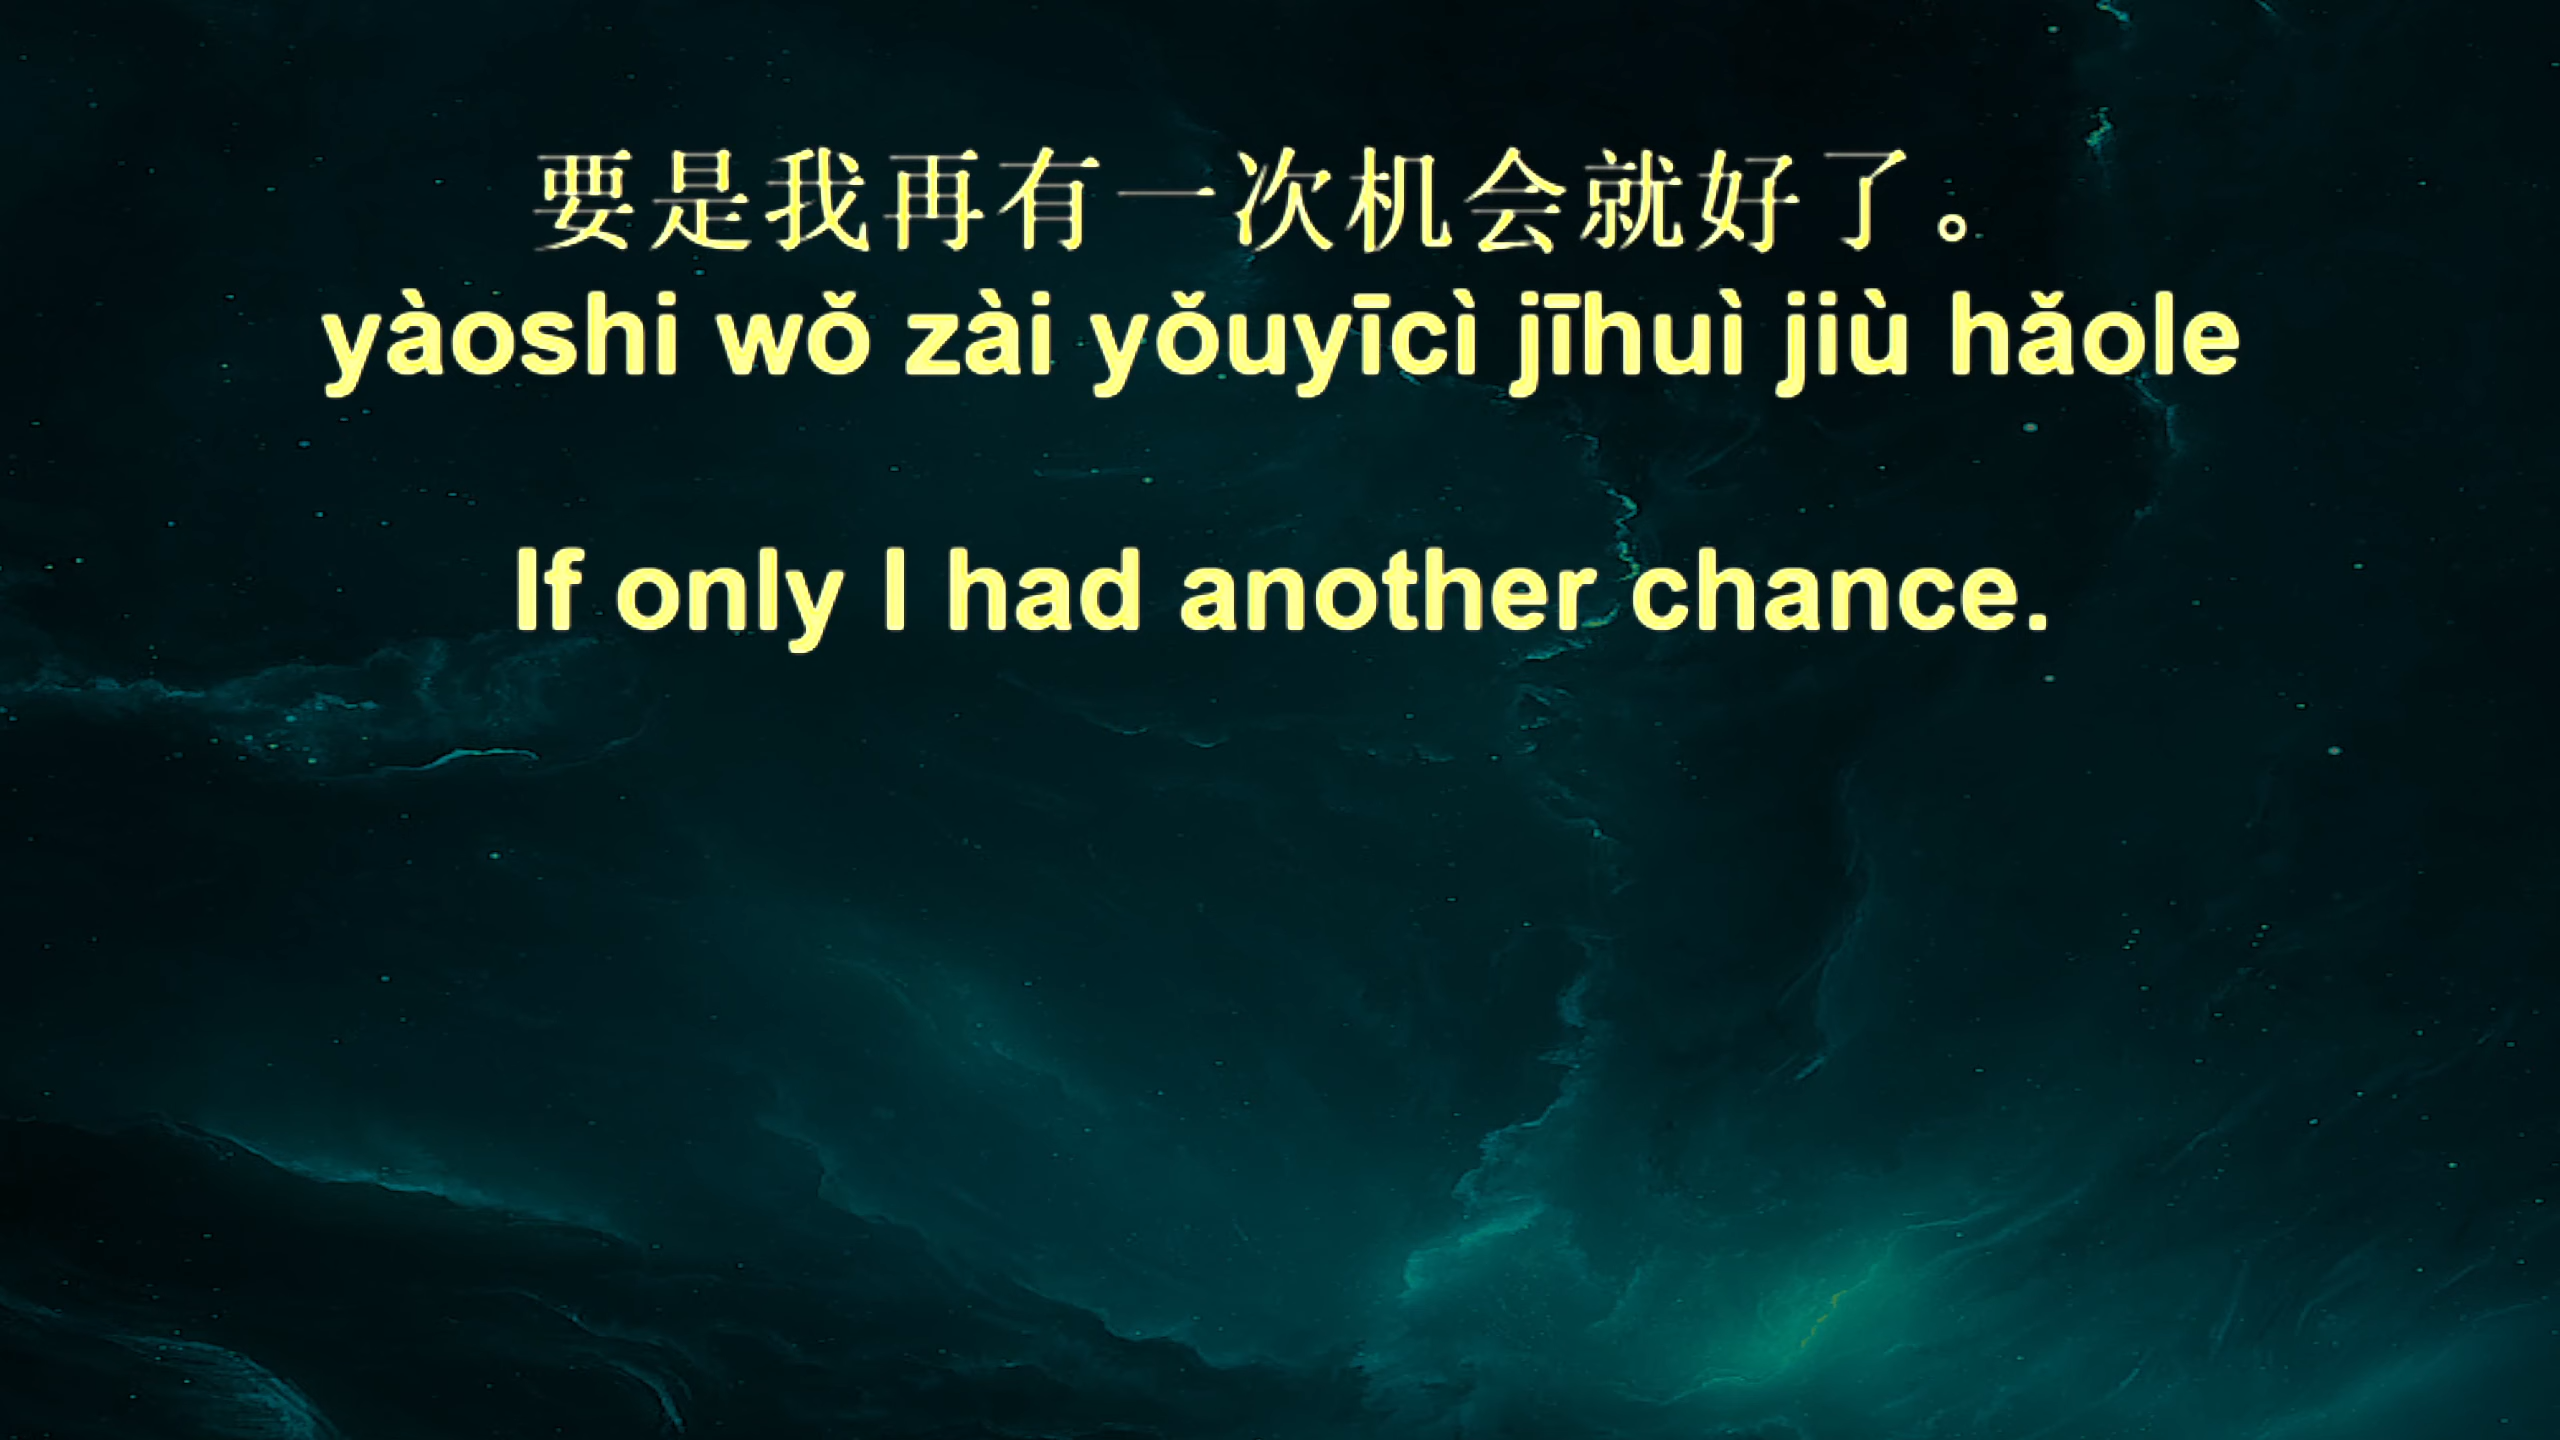 要是我再有一次机会就好了。
yàoshi wǒ zài yǒuyīcì jīhuì jiù hǎole
If only I had another chance.